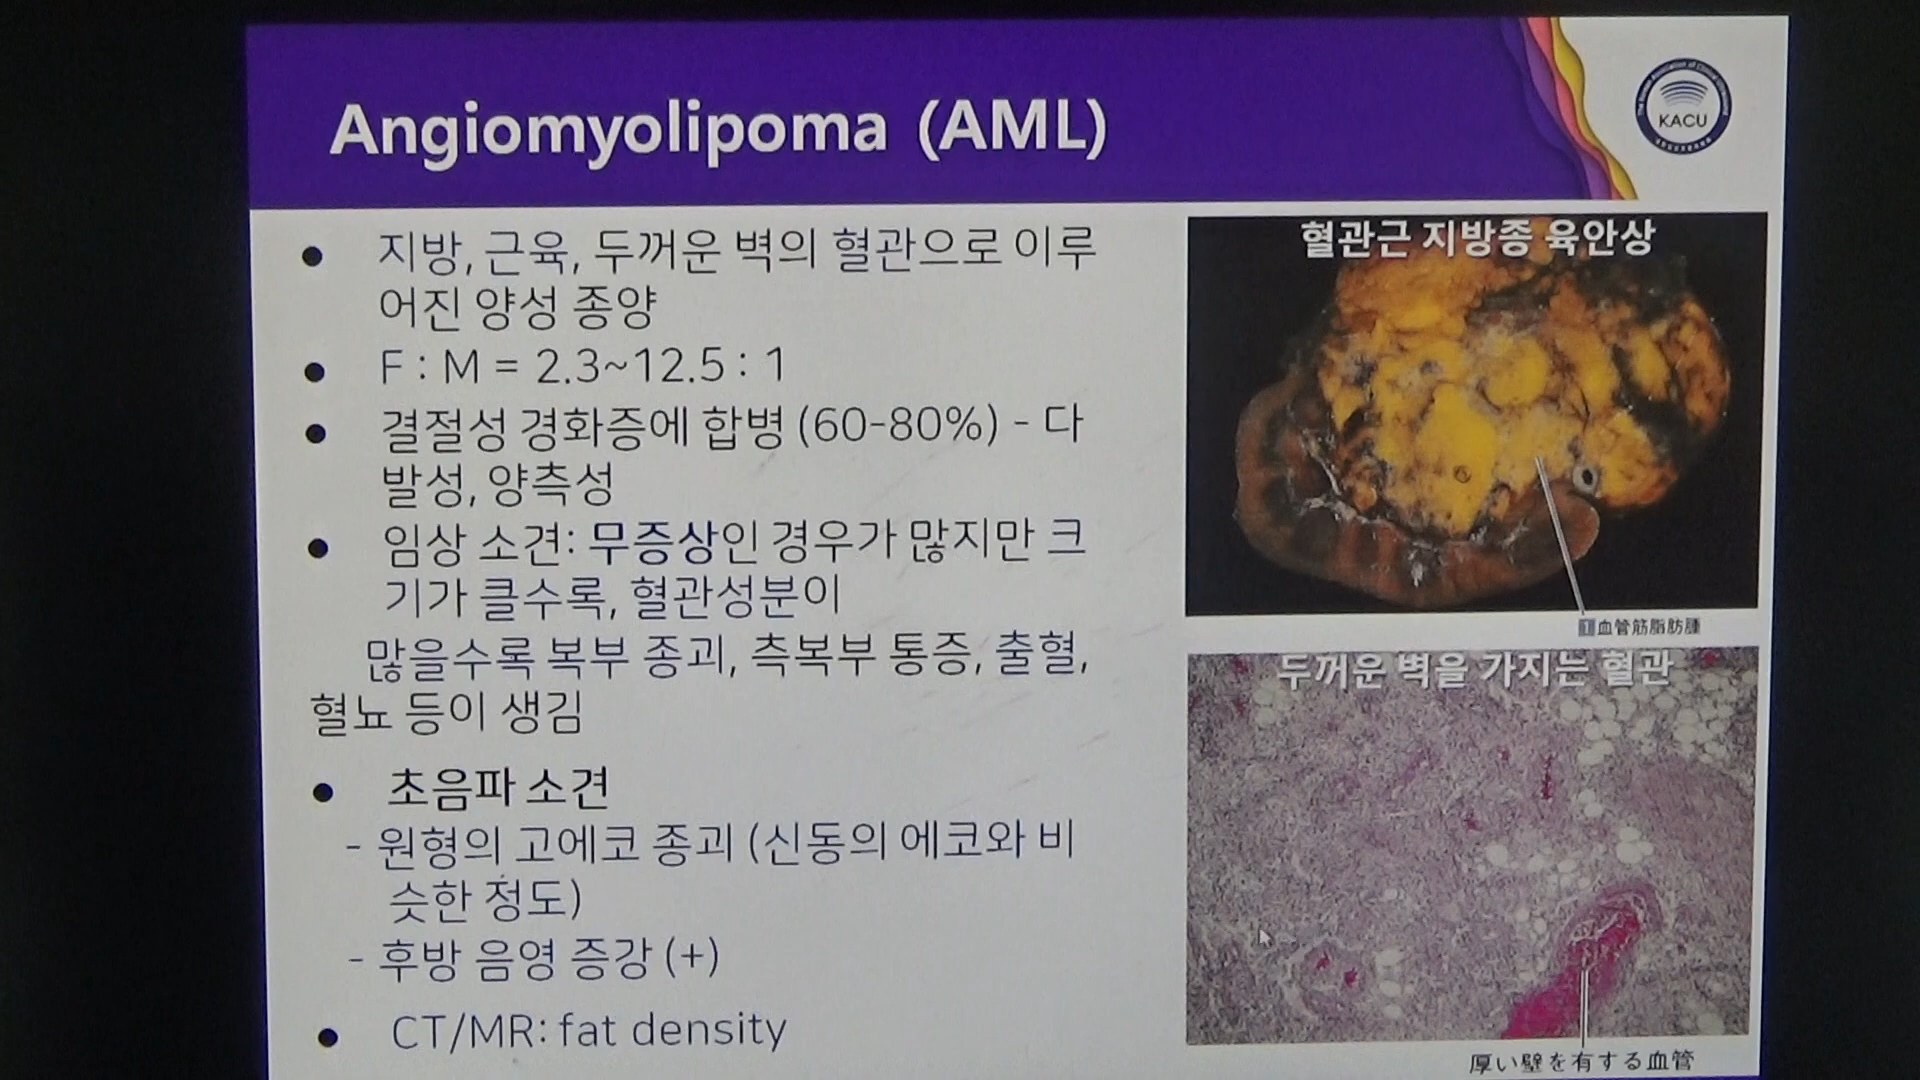 Angiomyolipoma (AML)
KACU
● 지방, 근육, 두꺼운 벽의 혈관으로 이루
어진 양성 종양
● F : M = 2.3~12.5 : 1
● 결절성 경화증에 합병 (60-80%) - 다
발성, 양측성
● 임상 소견: 무증상인 경우가 많지만 크
기가 클수록, 혈관성분이
많을수록 복부 종괴, 측복부 통증, 출혈,
혈뇨 등이 생김
● 초음파 소견
- 원형의 고에코 종괴 (신동의 에코와 비
슷한 정도)
- 후방 음영 증강 (+)
● CT/MR: fat density
혈관근 지방종 육안상
血管筋脂肪腫
두꺼운 벽을 가지는 혈관
厚い壁を有する血管